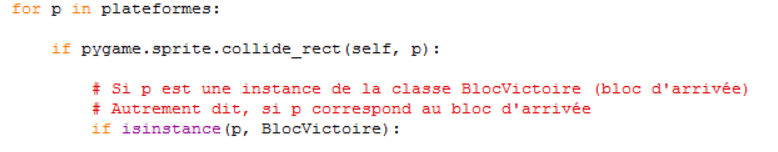 for p in plateformes:
if pygame.sprite.collide_rect(self, p):
# Si p est une instance de la classe BlocVictoire (bloc d'arrivée)
# Autrement dit, si p correspond au bloc d'arrivée
if isinstance(p, BlocVictoire):